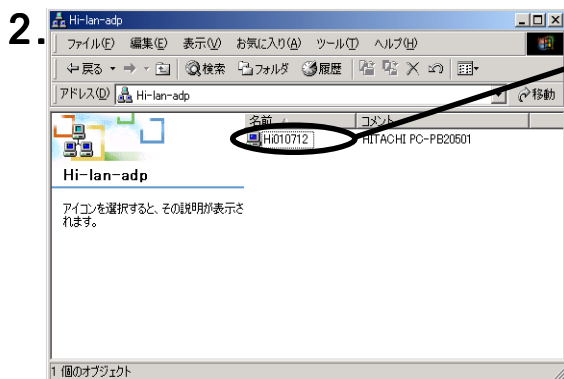 2.
Hi-lan-adp
ファイル(F) 編集(E) 表示(V) お気に入り(A) ツール(T) ヘルプ(H)
戻る 検索 フォルダ 履歴
アドレス(D) Hi-lan-adp 移動
名前 コメント
Hi010712 HITACHI PC-PB20501
Hi-lan-adp
アイコンを選択すると、その説明が表示さ
れます。
1 個のオブジェクト